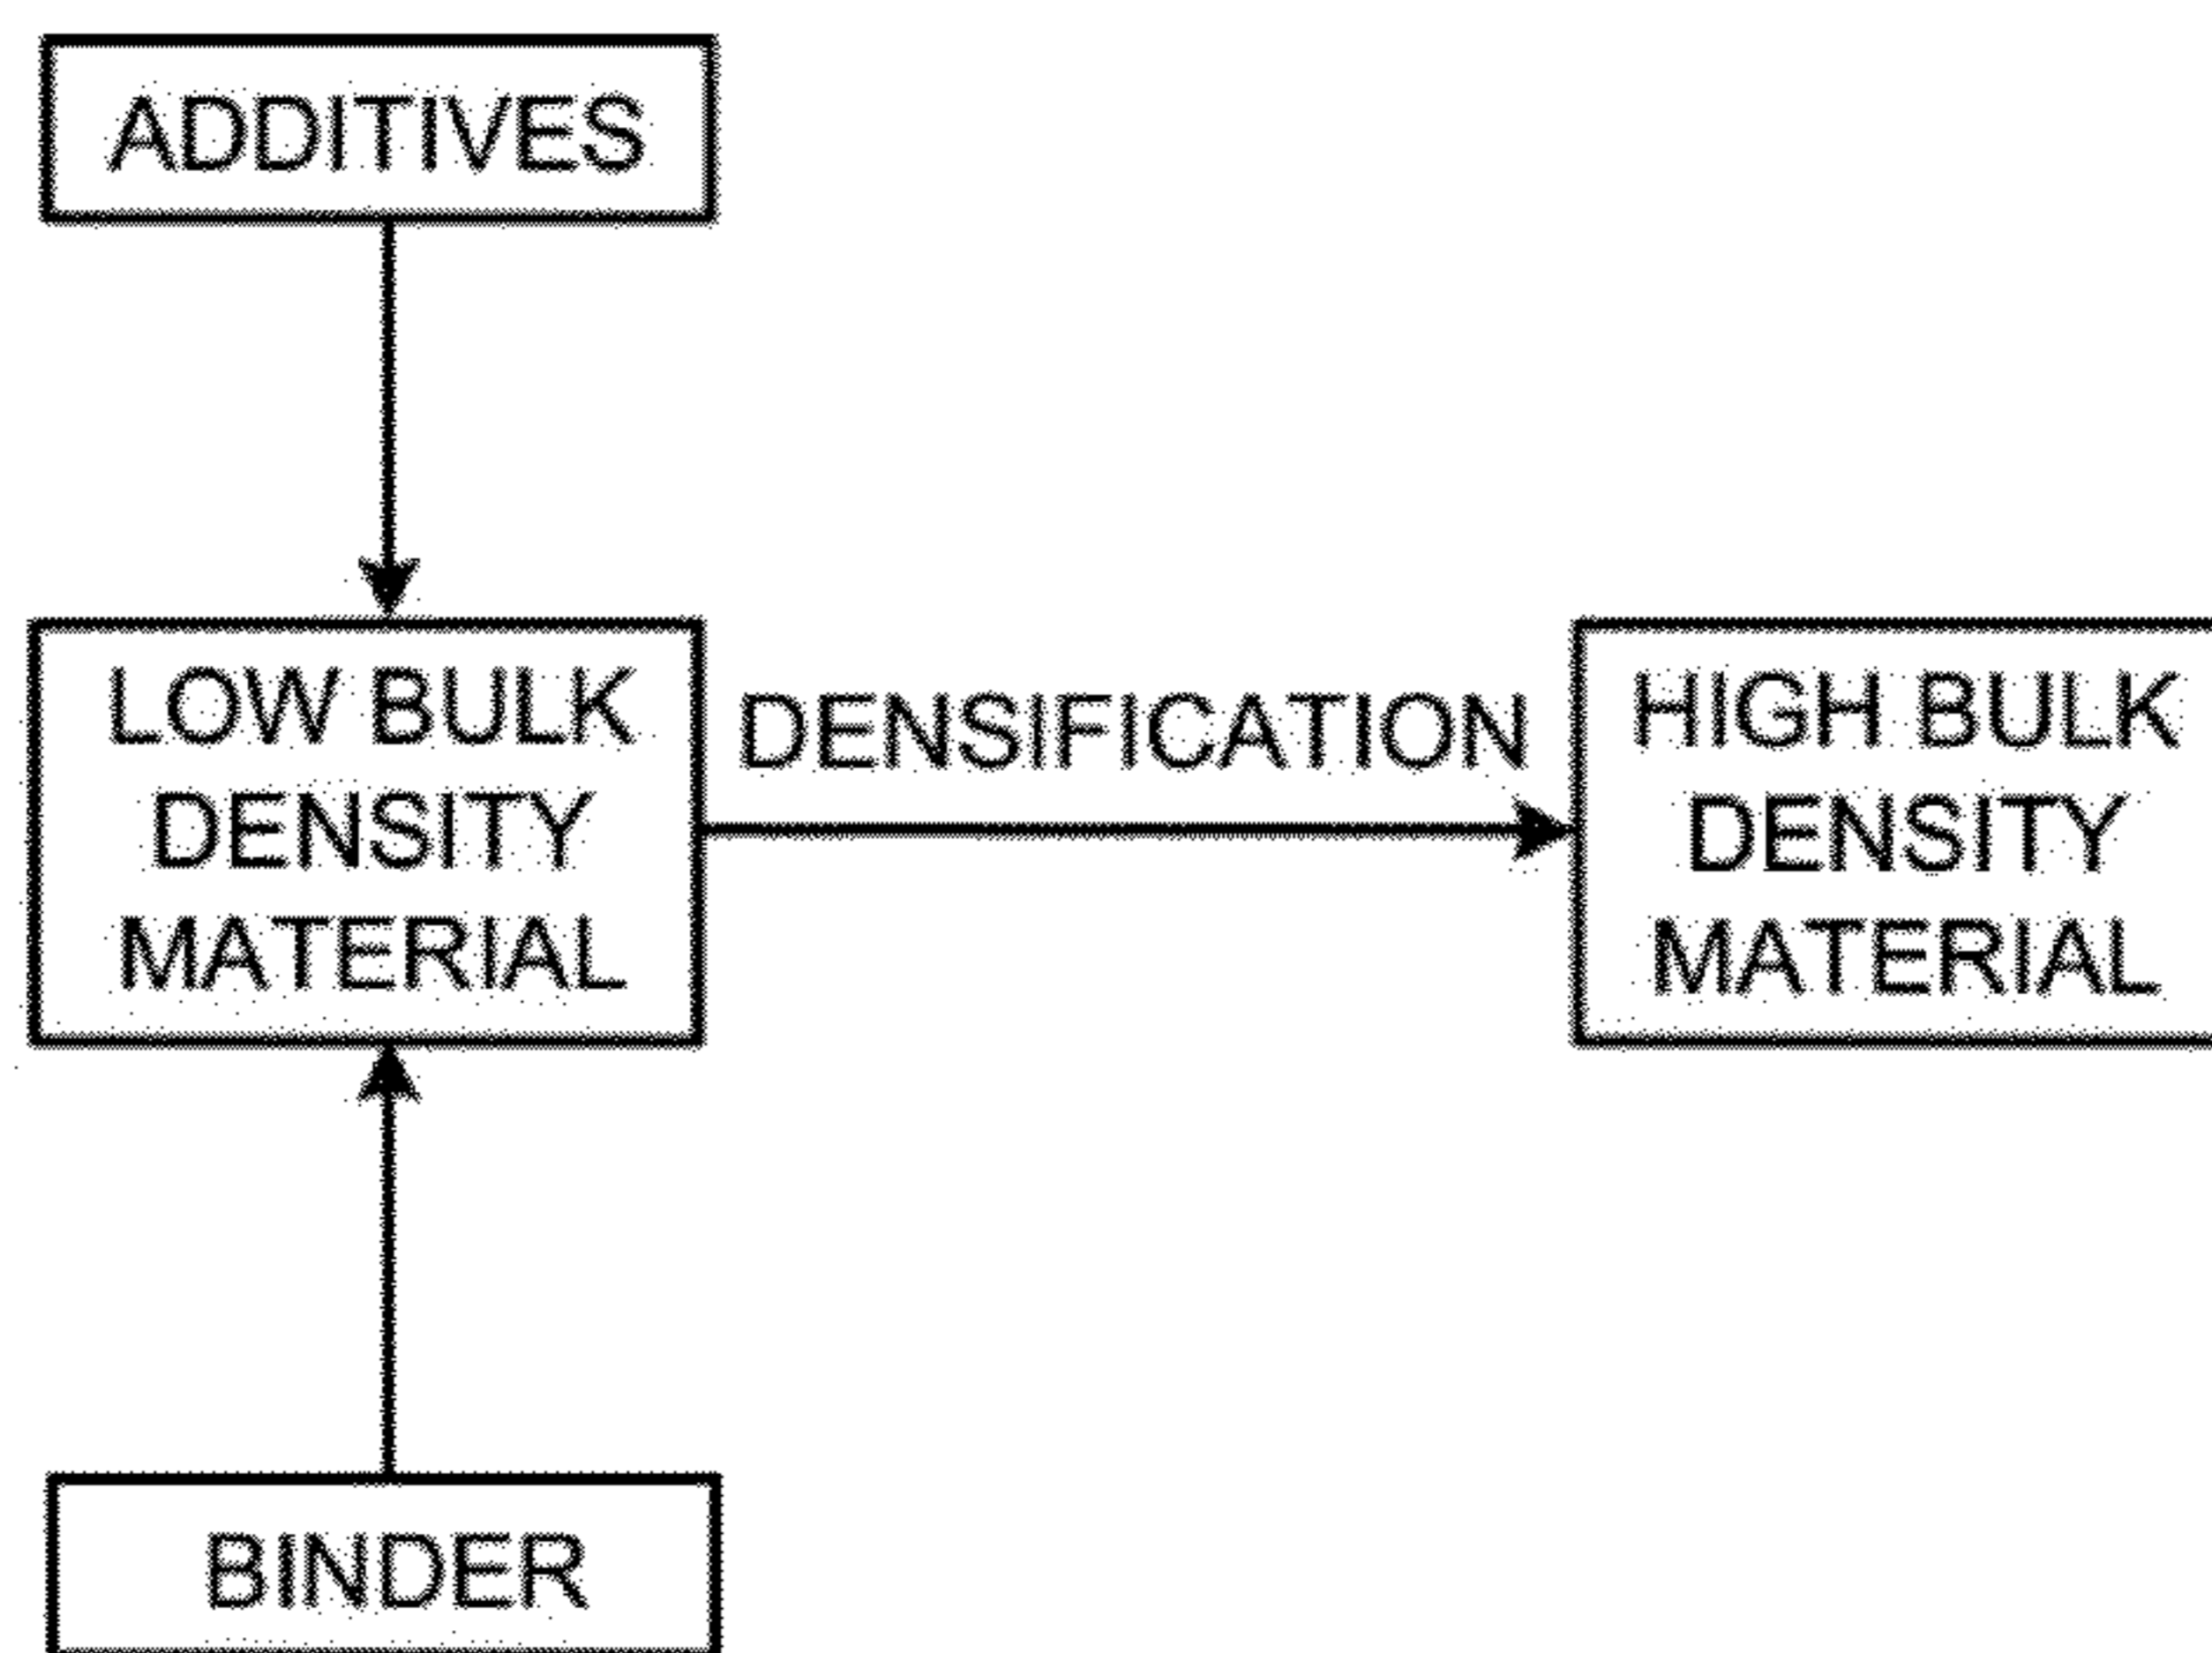 ADDITIVES
LOW BULK
DENSITY
MATERIAL
DENSIFICATION
HIGH BULK
DENSITY
MATERIAL
BINDER